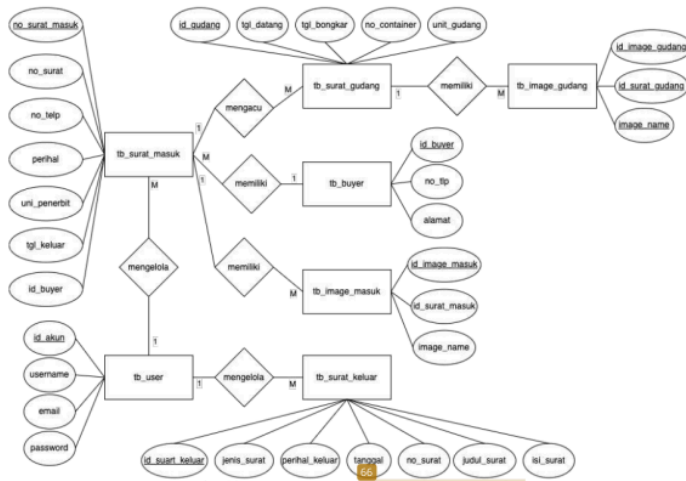 no_surat_masuk
no_surat
no_telp
perihal
uni_penerbit
tgl_keluar
id_buyer
tb_surat_masuk
id_gudang
tgl_datang
tgl_bongkar
no_container
unit_gudang
1
mengacu
M
tb_surat_gudang
1
memiliki
M
tb_image_gudang
id_image_gudang
id_surat_gudang
image_name
M
memiliki
1
tb_buyer
id_buyer
no_tlp
alamat
1
memiliki
M
tb_image_masuk
id_image_masuk
id_surat_masuk
image_name
M
mengelola
1
id_akun
username
email
password
tb_user
1
mengelola
M
tb_surat_keluar
id_suart_keluar
jenis_surat
perihal_keluar
tanggal
no_surat
judul_surat
isi_surat
66